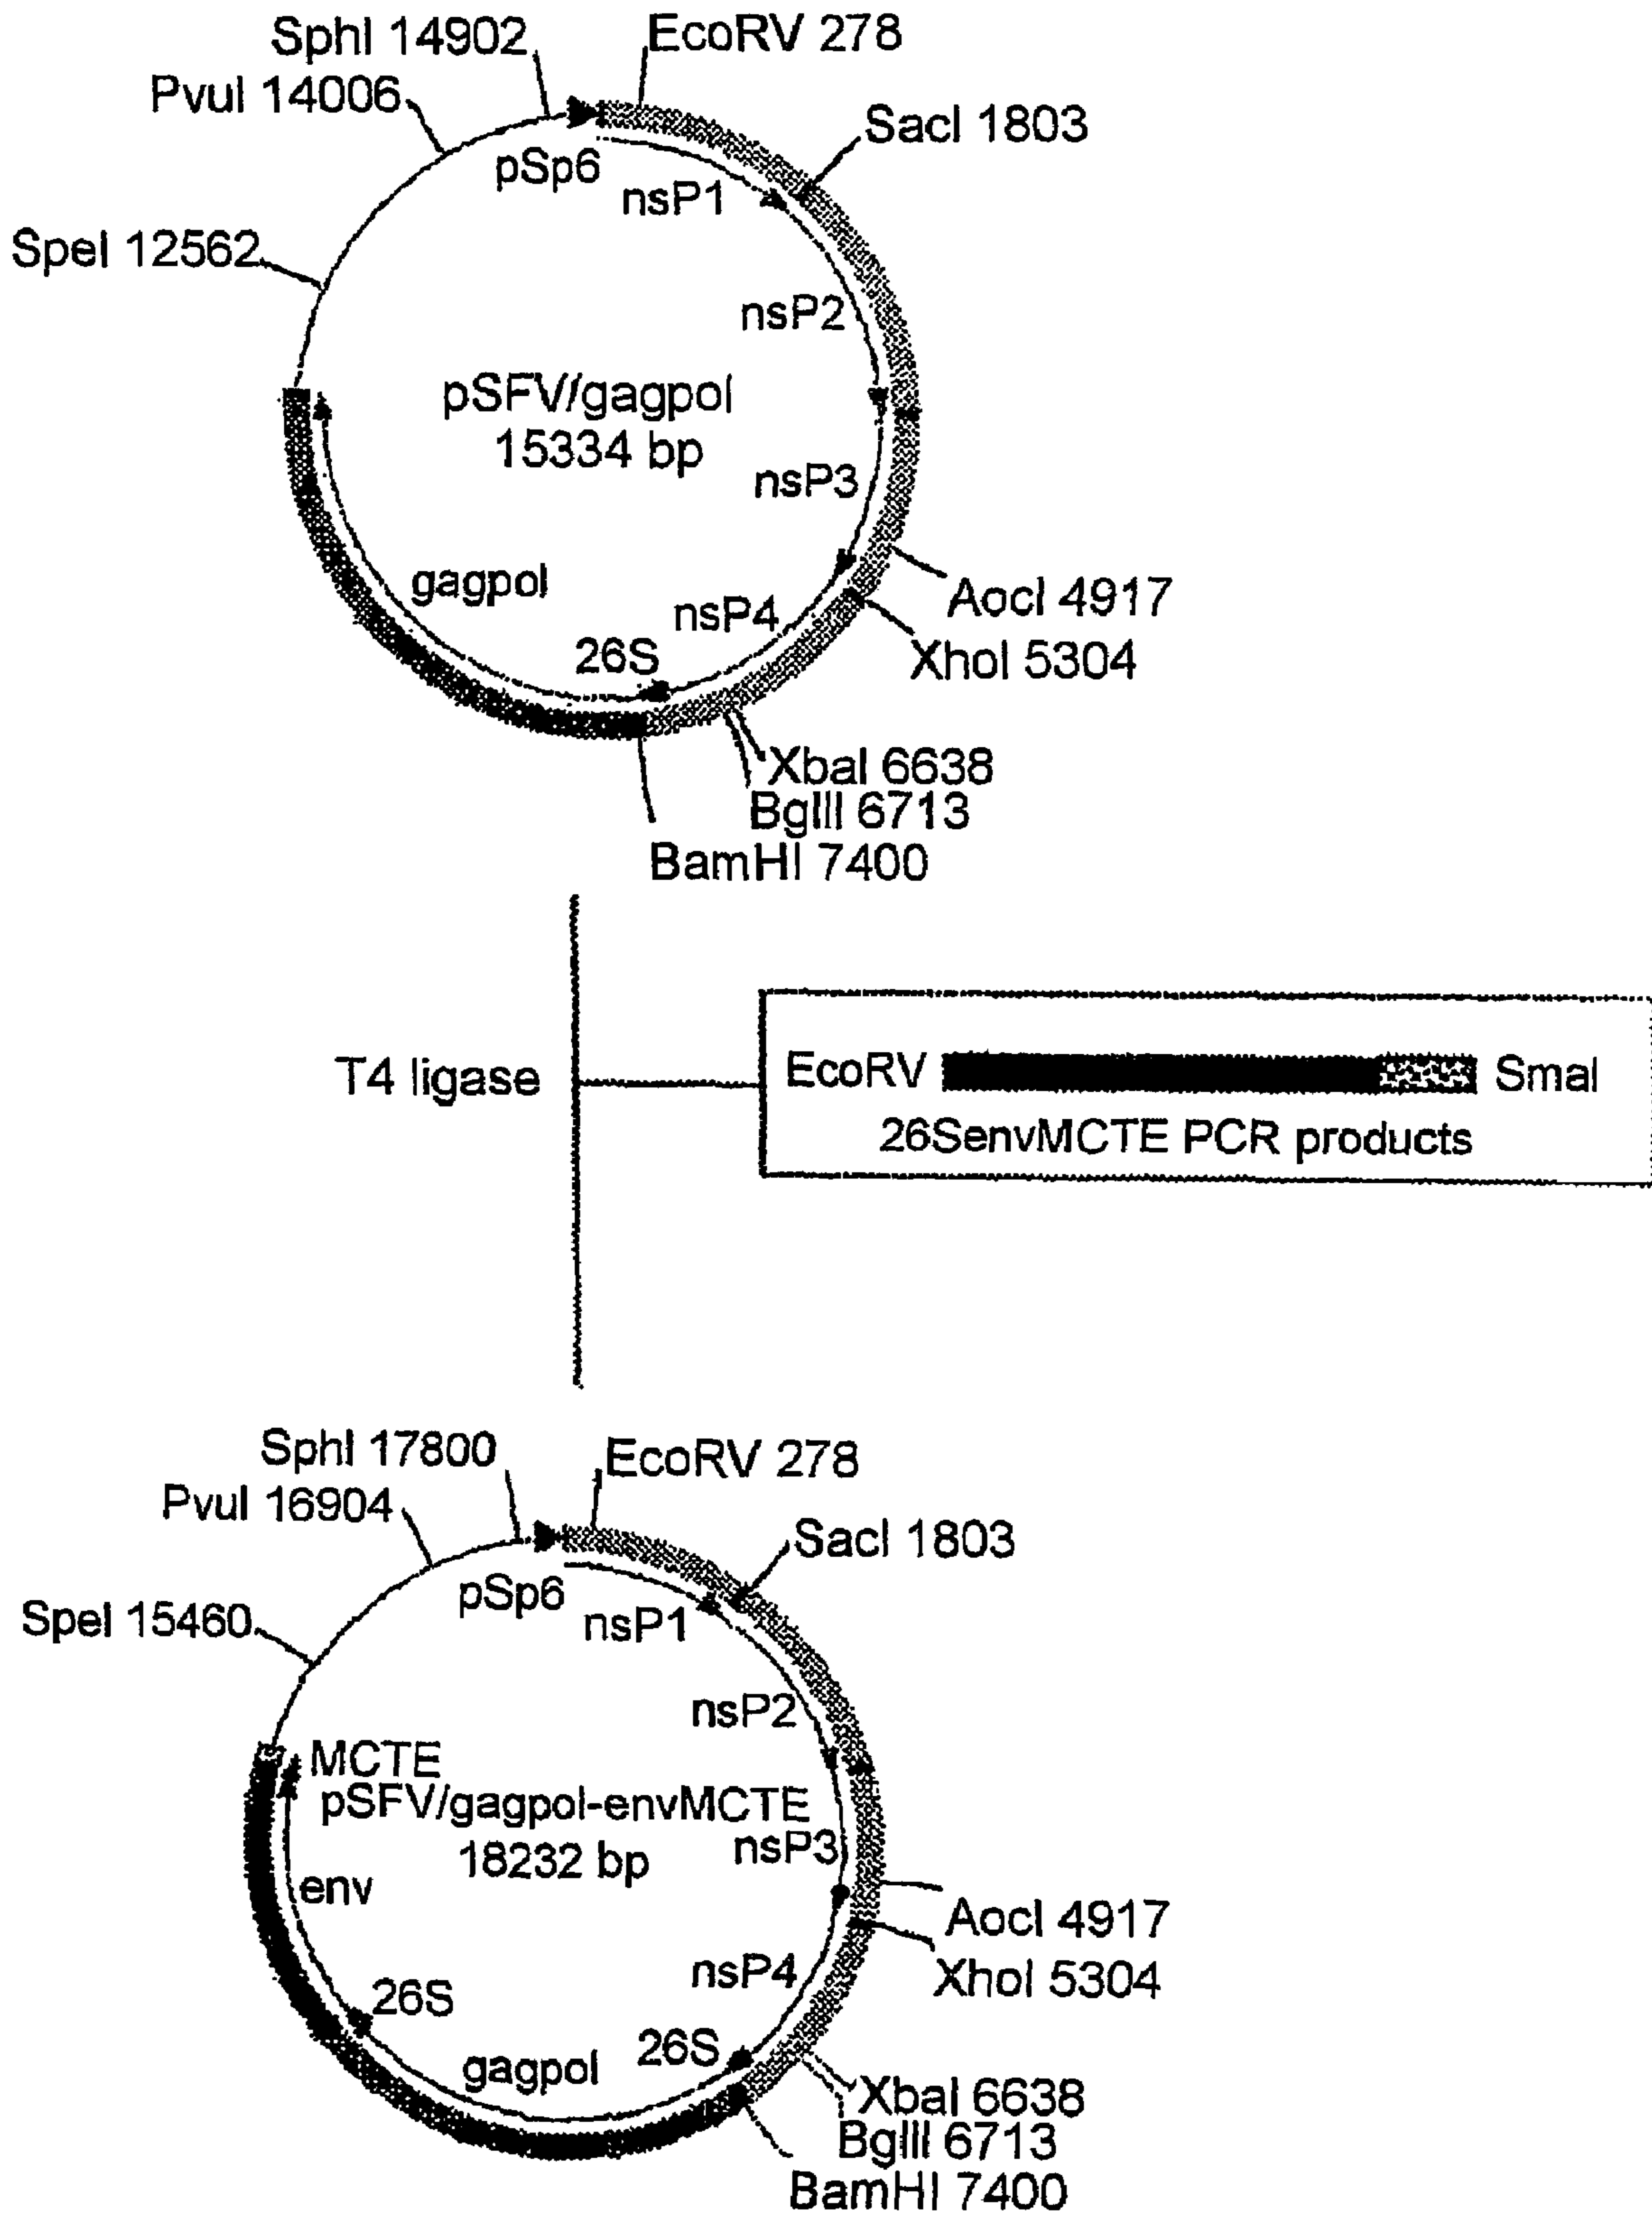 SphI 14902
EcoRV 278
PvuI 14006
SacI 1803
pSp6
nsP1
SpeI 12562
nsP2
pSFV/gagpol
15334 bp
nsP3
gagpol
AocI 4917
nsP4
26S
XhoI 5304
XbaI 6638
BglII 6713
BamHI 7400
T4 ligase
EcoRV
SmaI
26SenvMCTE PCR products
SphI 17800
EcoRV 278
PvuI 16904
SacI 1803
pSp6
nsP1
SpeI 15460
nsP2
MCTE
pSFV/gagpol-envMCTE
nsP3
18232 bp
env
AocI 4917
nsP4
XhoI 5304
26S
26S
gagpol
XbaI 6638
BglII 6713
BamHI 7400